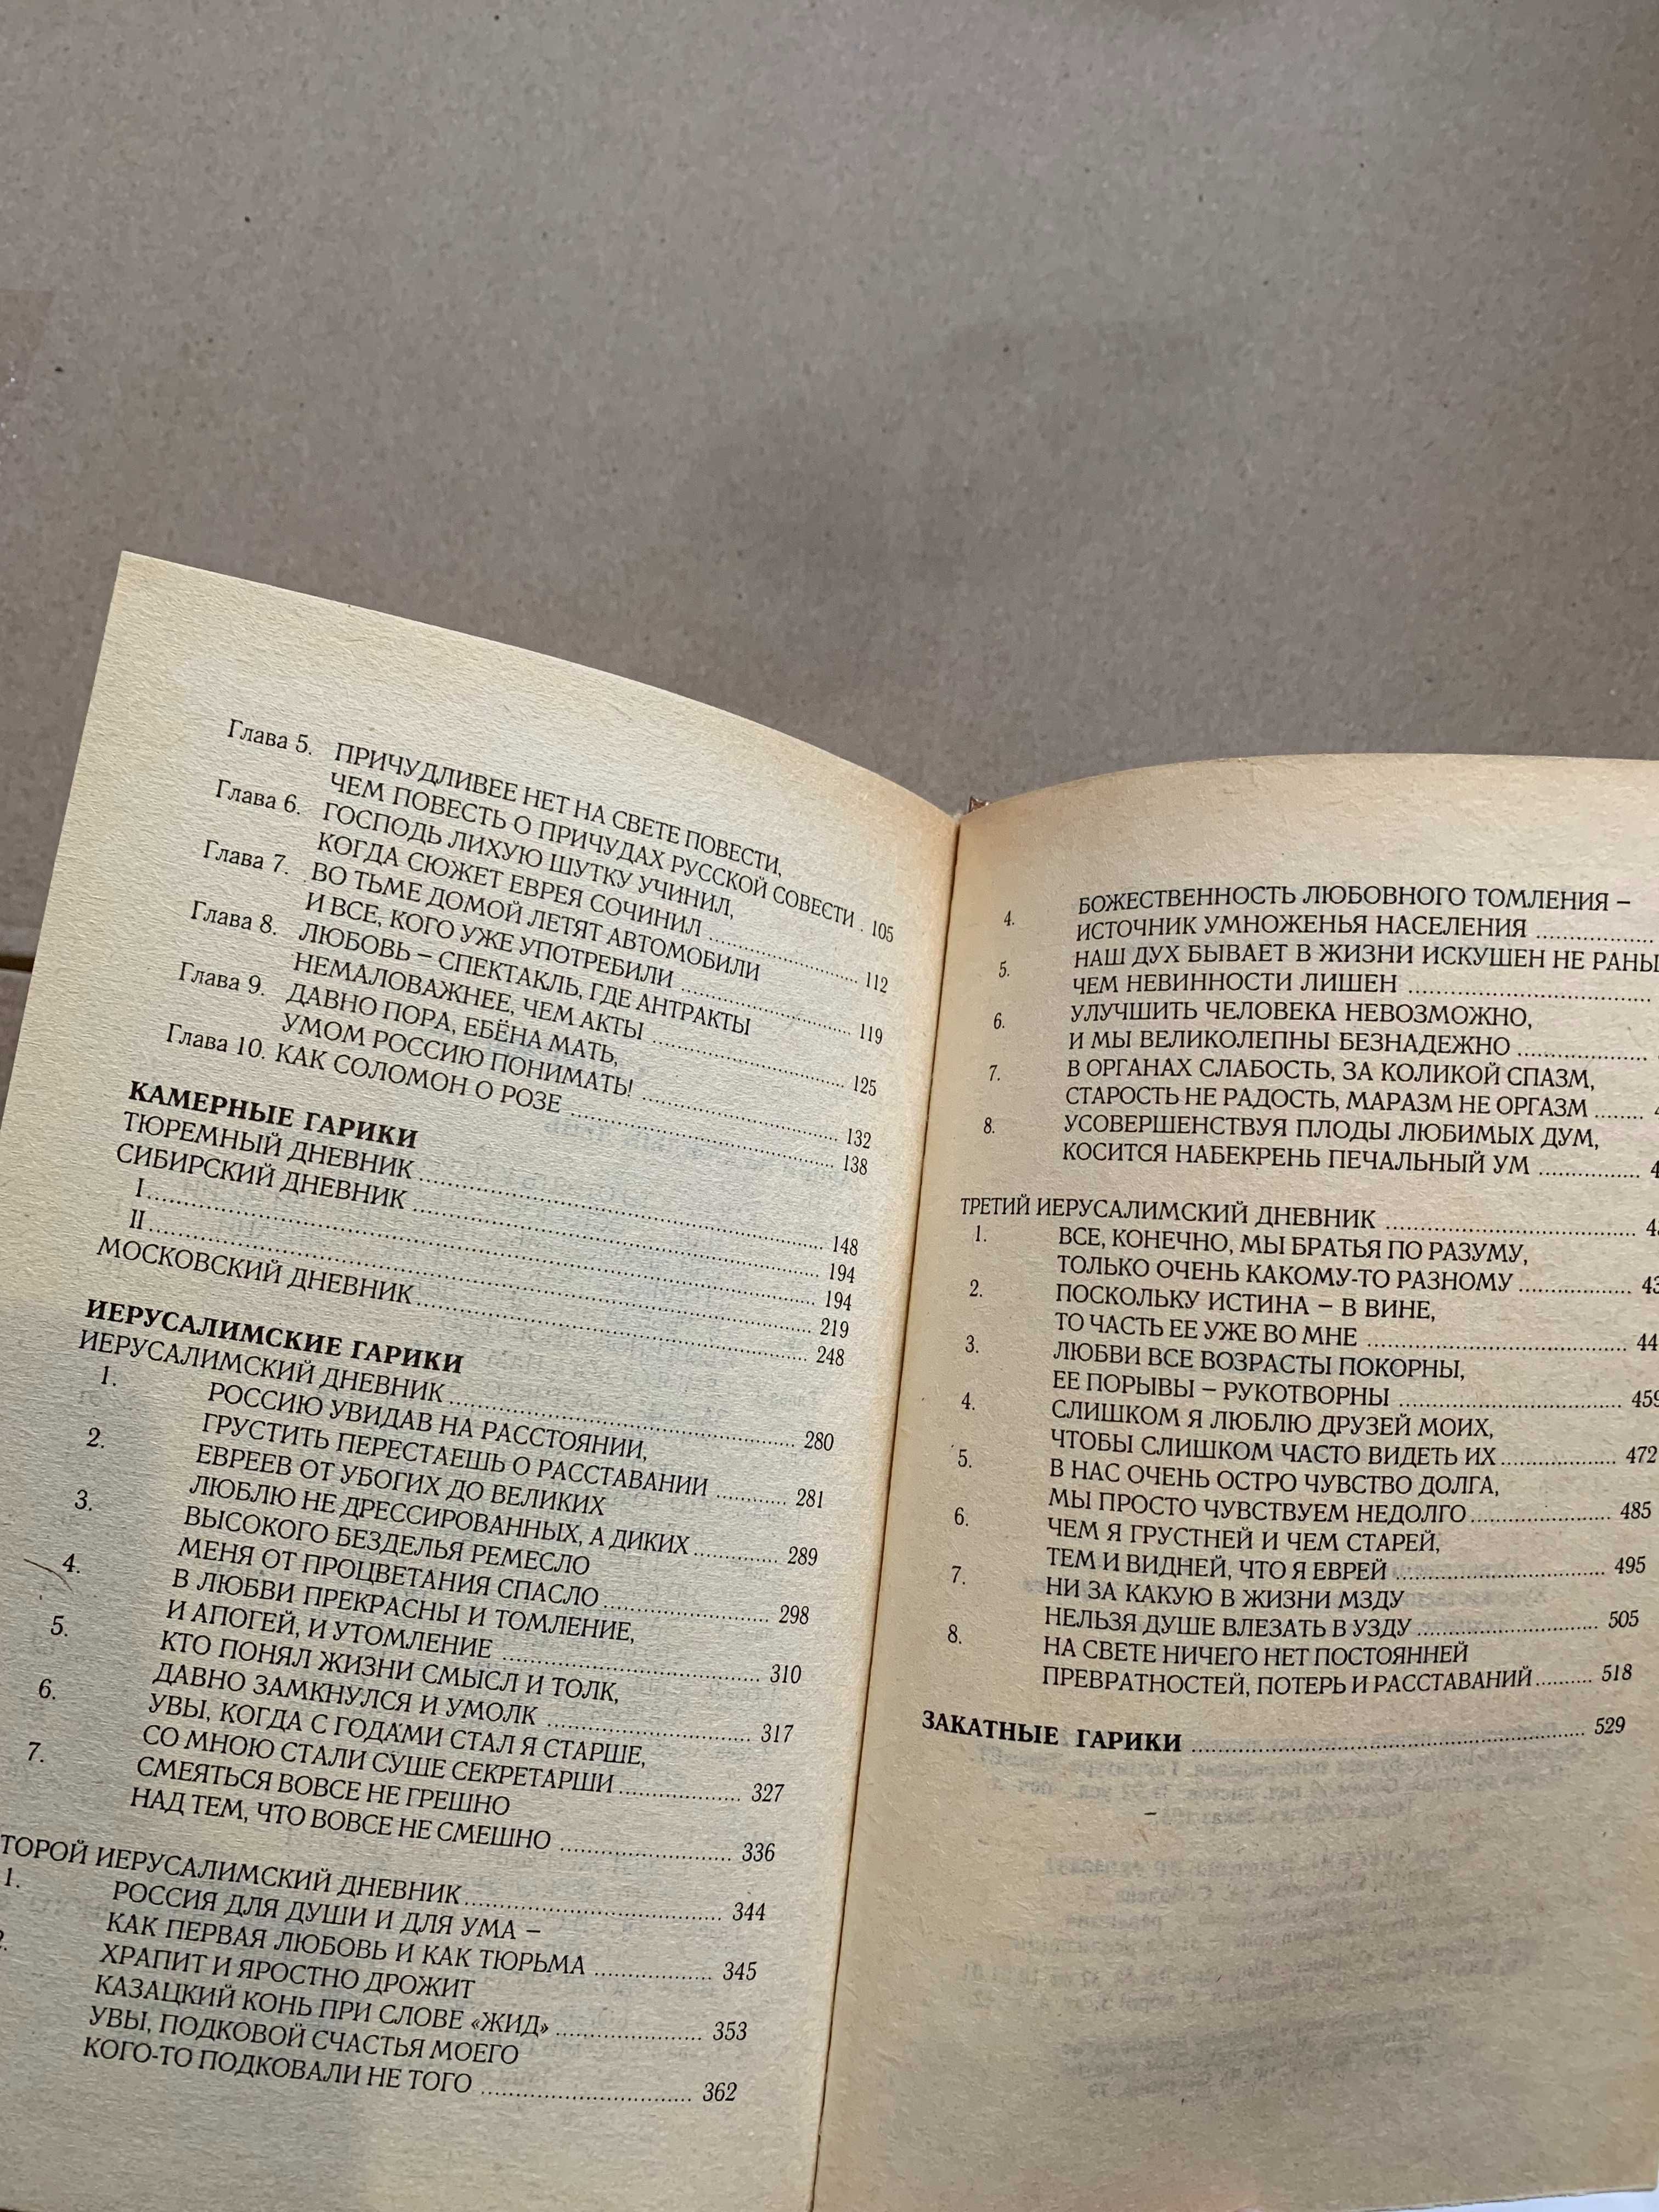 Глава 5. ПРИЧУДЛИВЕЕ НЕТ НА СВЕТЕ ПОВЕСТИ,
ЧЕМ ПОВЕСТЬ О ПРИЧУДАХ РУССКОЙ СОВЕСТИ . 105
Глава 6. ГОСПОДЬ ЛИХУЮ ШУТКУ УЧИНИЛ,
КОГДА СЮЖЕТ ЕВРЕЯ СОЧИНИЛ ........ 112
Глава 7. ВО ТЬМЕ ДОМОЙ ЛЕТЯТ АВТОМОБИЛИ
И ВСЕ, КОГО УЖЕ УПОТРЕБИЛИ ........ 119
Глава 8. ЛЮБОВЬ – СПЕКТАКЛЬ, ГДЕ АНТРАКТЫ
НЕМАЛОВАЖНЕЕ, ЧЕМ АКТЫ ........ 125
Глава 9. ДАВНО ПОРА, ЕБЁНА МАТЬ,
УМОМ РОССИЮ ПОНИМАТЬ! ........ 132
Глава 10. КАК СОЛОМОН О РОЗЕ ........ 138
КАМЕРНЫЕ ГАРИКИ
ТЮРЕМНЫЙ ДНЕВНИК ........ 148
СИБИРСКИЙ ДНЕВНИК ........ 194
I ........ 194
II ........ 219
МОСКОВСКИЙ ДНЕВНИК ........ 248
ИЕРУСАЛИМСКИЕ ГАРИКИ
ИЕРУСАЛИМСКИЙ ДНЕВНИК ........ 280
1. РОССИЮ УВИДАВ НА РАССТОЯНИИ,
ГРУСТИТЬ ПЕРЕСТАЕШЬ О РАССТАВАНИИ ........ 281
2. ЕВРЕЕВ ОТ УБОГИХ ДО ВЕЛИКИХ
ЛЮБЛЮ НЕ ДРЕССИРОВАННЫХ, А ДИКИХ ........ 289
3. ВЫСОКОГО БЕЗДЕЛЬЯ РЕМЕСЛО
МЕНЯ ОТ ПРОЦВЕТАНИЯ СПАСЛО ........ 298
4. В ЛЮБВИ ПРЕКРАСНЫ И ТОМЛЕНИЕ,
И АПОГЕЙ, И УТОМЛЕНИЕ ........ 310
5. КТО ПОНЯЛ ЖИЗНИ СМЫСЛ И ТОЛК,
ДАВНО ЗАМКНУЛСЯ И УМОЛК ........ 317
6. УВЫ, КОГДА С ГОДАМИ СТАЛ Я СТАРШЕ,
СО МНОЮ СТАЛИ СУШЕ СЕКРЕТАРШИ ........ 327
7. СМЕЯТЬСЯ ВОВСЕ НЕ ГРЕШНО
НАД ТЕМ, ЧТО ВОВСЕ НЕ СМЕШНО ........ 336
ТОРОЙ ИЕРУСАЛИМСКИЙ ДНЕВНИК ........ 344
1. РОССИЯ ДЛЯ ДУШИ И ДЛЯ УМА –
КАК ПЕРВАЯ ЛЮБОВЬ И КАК ТЮРЬМА ........ 345
2. ХРАПИТ И ЯРОСТНО ДРОЖИТ
КАЗАЦКИЙ КОНЬ ПРИ СЛОВЕ «ЖИД» ........ 353
УВЫ, ПОДКОВОЙ СЧАСТЬЯ МОЕГО
КОГО-ТО ПОДКОВАЛИ НЕ ТОГО ........ 362
4. БОЖЕСТВЕННОСТЬ ЛЮБОВНОГО ТОМЛЕНИЯ –
ИСТОЧНИК УМНОЖЕНЬЯ НАСЕЛЕНИЯ ........
5. НАШ ДУХ БЫВАЕТ В ЖИЗНИ ИСКУШЕН НЕ РАНЬ
ЧЕМ НЕВИННОСТИ ЛИШЕН ........
6. УЛУЧШИТЬ ЧЕЛОВЕКА НЕВОЗМОЖНО,
И МЫ ВЕЛИКОЛЕПНЫ БЕЗНАДЕЖНО ........
7. В ОРГАНАХ СЛАБОСТЬ, ЗА КОЛИКОЙ СПАЗМ,
СТАРОСТЬ НЕ РАДОСТЬ, МАРАЗМ НЕ ОРГАЗМ ........ 4
8. УСОВЕРШЕНСТВУЯ ПЛОДЫ ЛЮБИМЫХ ДУМ,
КОСИТСЯ НАБЕКРЕНЬ ПЕЧАЛЬНЫЙ УМ ........ 4
ТРЕТИЙ ИЕРУСАЛИМСКИЙ ДНЕВНИК ........ 4
1. ВСЕ, КОНЕЧНО, МЫ БРАТЬЯ ПО РАЗУМУ,
ТОЛЬКО ОЧЕНЬ КАКОМУ-ТО РАЗНОМУ ........ 43
2. ПОСКОЛЬКУ ИСТИНА – В ВИНЕ,
ТО ЧАСТЬ ЕЕ УЖЕ ВО МНЕ ........ 44
3. ЛЮБВИ ВСЕ ВОЗРАСТЫ ПОКОРНЫ,
ЕЕ ПОРЫВЫ – РУКОТВОРНЫ ........ 459
4. СЛИШКОМ Я ЛЮБЛЮ ДРУЗЕЙ МОИХ,
ЧТОБЫ СЛИШКОМ ЧАСТО ВИДЕТЬ ИХ ........ 472
5. В НАС ОЧЕНЬ ОСТРО ЧУВСТВО ДОЛГА,
МЫ ПРОСТО ЧУВСТВУЕМ НЕДОЛГО ........ 485
6. ЧЕМ Я ГРУСТНЕЙ И ЧЕМ СТАРЕЙ,
ТЕМ И ВИДНЕЙ, ЧТО Я ЕВРЕЙ ........ 495
7. НИ ЗА КАКУЮ В ЖИЗНИ МЗДУ
НЕЛЬЗЯ ДУШЕ ВЛЕЗАТЬ В УЗДУ ........ 505
8. НА СВЕТЕ НИЧЕГО НЕТ ПОСТОЯННЕЙ
ПРЕВРАТНОСТЕЙ, ПОТЕРЬ И РАССТАВАНИЙ ........ 518
ЗАКАТНЫЕ ГАРИКИ ........ 529